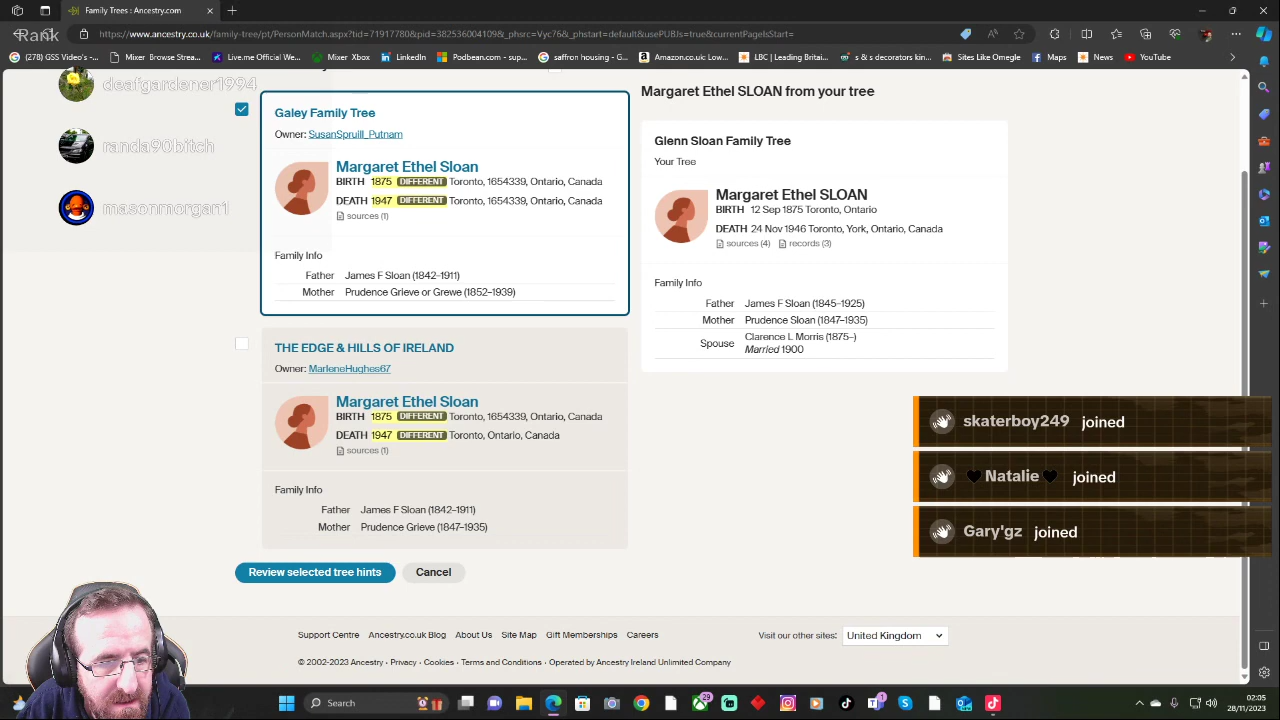 Family Trees : Ancestry.com
https://www.ancestry.co.uk/family-tree/pt/PersonMatch.aspx?tid=71917780&pid=382536004109&_phsrc=Vyc76&_phstart=default&usePUBJs=true&currentPageIsStart=
Rank
(278) GSS Video's -...
Mixer Browse Strea...
Live.me Official We...
Mixer Xbox
LinkedIn
Podbean.com - sup...
saffron housing - G...
Amazon.co.uk: Low...
LBC | Leading Britai...
s & s decorators kin...
Sites Like Omegle
Maps
News
YouTube
deafgardener1994
randa90bitch
masonmorgan1
Galey Family Tree
Owner: SusanSpruill_Putnam
Margaret Ethel Sloan
BIRTH 1875 DIFFERENT Toronto, 1654339, Ontario, Canada
DEATH 1947 DIFFERENT Toronto, 1654339, Ontario, Canada
sources (1)
Family Info
Father James F Sloan (1842–1911)
Mother Prudence Grieve or Grewe (1852–1939)
THE EDGE & HILLS OF IRELAND
Owner: MarleneHughes67
Margaret Ethel Sloan
BIRTH 1875 DIFFERENT Toronto, 1654339, Ontario, Canada
DEATH 1947 DIFFERENT Toronto, Ontario, Canada
sources (1)
Family Info
Father James F Sloan (1842–1911)
Mother Prudence Grieve (1847–1935)
Review selected tree hints
Cancel
Margaret Ethel SLOAN from your tree
Glenn Sloan Family Tree
Your Tree
Margaret Ethel SLOAN
BIRTH 12 Sep 1875 Toronto, Ontario
DEATH 24 Nov 1946 Toronto, York, Ontario, Canada
sources (4) records (3)
Family Info
Father James F Sloan (1845–1925)
Mother Prudence Sloan (1847–1935)
Spouse Clarence L Morris (1875–)
Married 1900
skaterboy249 joined
🖤Natalie🖤 joined
Gary'gz joined
Support Centre Ancestry.co.uk Blog About Us Site Map Gift Memberships Careers
Visit our other sites: United Kingdom
© 2002-2023 Ancestry · Privacy · Cookies · Terms and Conditions · Operated by Ancestry Ireland Unlimited Company
Search
29
1
02:05
28/11/2023